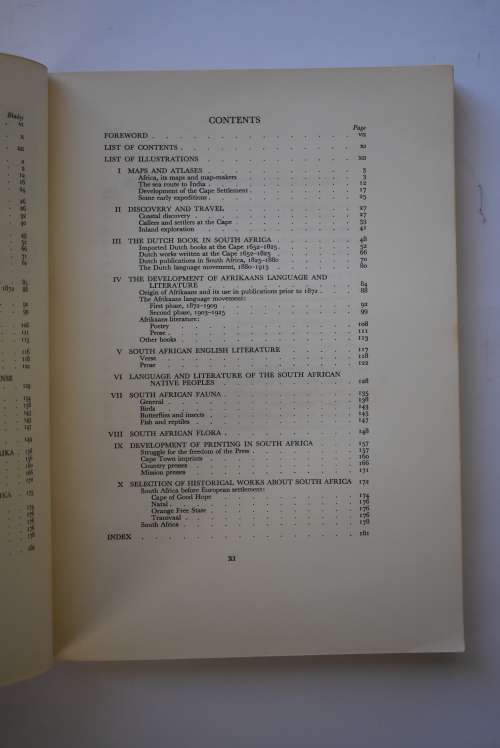 Bladsy
vi
x
xii
CONTENTS
Page
FOREWORD . . . . . . . . . . . . vii
LIST OF CONTENTS . . . . . . . . . . xi
LIST OF ILLUSTRATIONS . . . . . . . . . xii
I MAPS AND ATLASES . . . . . . . . . 3
Africa, its maps and map-makers . . . . . . . 3
The sea route to India . . . . . . . . . 12
Development of the Cape Settlement . . . . . . 17
Some early expeditions . . . . . . . . . 23
II DISCOVERY AND TRAVEL . . . . . . . . 27
Coastal discovery . . . . . . . . . . 27
Callers and settlers at the Cape . . . . . . . 33
Inland exploration . . . . . . . . . . 41
III THE DUTCH BOOK IN SOUTH AFRICA . . . . . 48
Imported Dutch books at the Cape 1652-1825 . . . . . 52
Dutch works written at the Cape 1652-1825 . . . . . 66
Dutch publications in South Africa, 1825-1880 . . . . 70
The Dutch language movement, 1880-1913 . . . . . 80
IV THE DEVELOPMENT OF AFRIKAANS LANGUAGE AND
LITERATURE . . . . . . . . . . 84
Origin of Afrikaans and its use in publications prior to 1872 . . . 88
The Afrikaans language movement:
First phase, 1872-1909 . . . . . . . . 92
Second phase, 1903-1925 . . . . . . . . 99
Afrikaans literature:
Poetry . . . . . . . . . . . 108
Prose . . . . . . . . . . . 111
Other books . . . . . . . . . . . 113
V SOUTH AFRICAN ENGLISH LITERATURE . . . . . 117
Verse . . . . . . . . . . . 118
Prose . . . . . . . . . . . 122
VI LANGUAGE AND LITERATURE OF THE SOUTH AFRICAN
NATIVE PEOPLES . . . . . . . . . 128
VII SOUTH AFRICAN FAUNA . . . . . . . . 135
General . . . . . . . . . . . 138
Birds . . . . . . . . . . . 143
Butterflies and insects . . . . . . . . . 145
Fish and reptiles . . . . . . . . . . 147
VIII SOUTH AFRICAN FLORA . . . . . . . . 148
IX DEVELOPMENT OF PRINTING IN SOUTH AFRICA . . . 157
Struggle for the freedom of the Press . . . . . . 157
Cape Town imprints . . . . . . . . . 160
Country presses . . . . . . . . . . 166
Mission presses . . . . . . . . . . 171
X SELECTION OF HISTORICAL WORKS ABOUT SOUTH AFRICA 172
South Africa before European settlement:
Cape of Good Hope . . . . . . . . . 174
Natal . . . . . . . . . . . 176
Orange Free State . . . . . . . . . 176
Transvaal . . . . . . . . . . 176
South Africa . . . . . . . . . . . 178
INDEX . . . . . . . . . . . . 181
XI